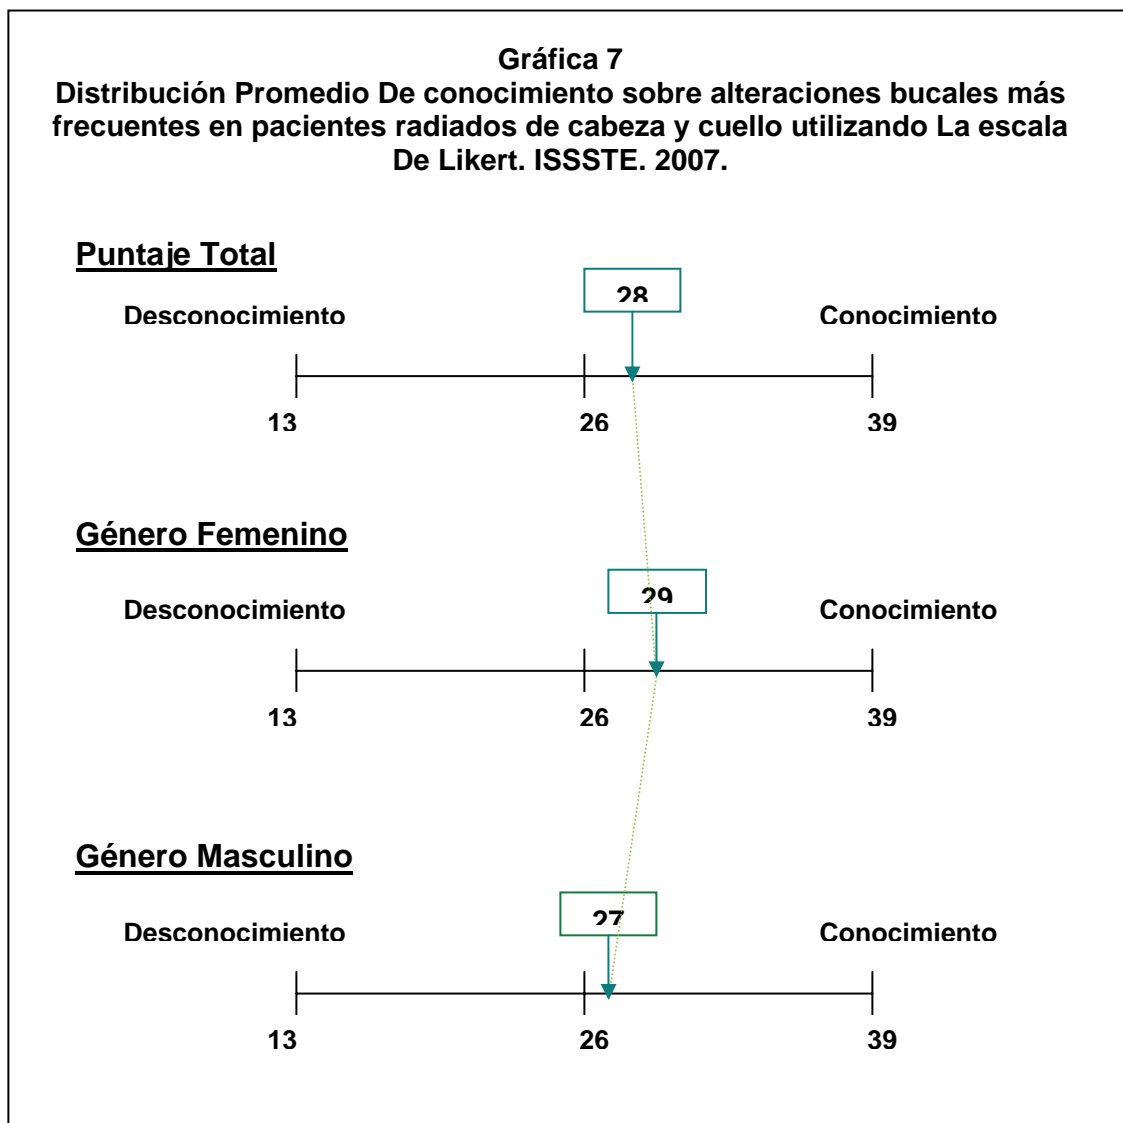 Gráfica 7
Distribución Promedio De conocimiento sobre alteraciones bucales más
frecuentes en pacientes radiados de cabeza y cuello utilizando La escala
De Likert. ISSSTE. 2007.
Puntaje Total
28
Desconocimiento Conocimiento
13 26 39
Género Femenino
29
Desconocimiento Conocimiento
13 26 39
Género Masculino
27
Desconocimiento Conocimiento
13 26 39